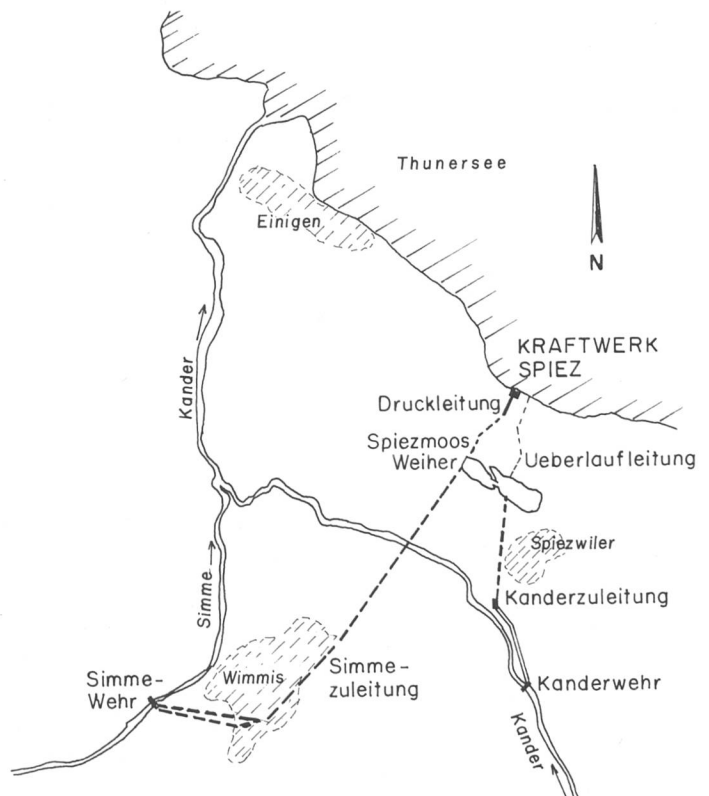 Thunersee
Einigen
N
KRAFTWERK
SPIEZ
Kander
Druckleitung
Spiezmoos
Weiher
Ueberlaufleitung
Spiezwiler
Simme
Kanderzuleitung
Simme-
Wehr
Wimmis
Simme-
zuleitung
Kanderwehr
Kander